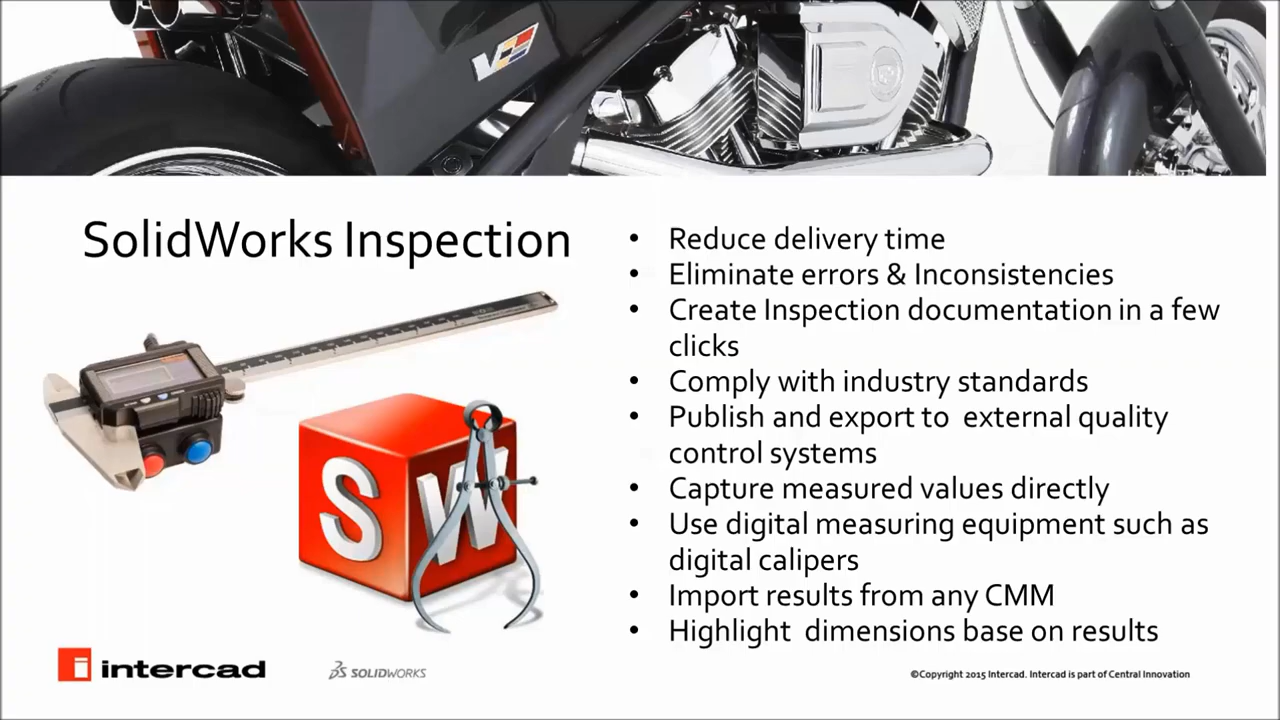 SolidWorks Inspection
• Reduce delivery time
• Eliminate errors & Inconsistencies
• Create Inspection documentation in a few
clicks
• Comply with industry standards
• Publish and export to  external quality
control systems
• Capture measured values directly
• Use digital measuring equipment such as
digital calipers
• Import results from any CMM
• Highlight  dimensions base on results
SW
intercad
SOLIDWORKS
©Copyright 2015 Intercad. Intercad is part of Central Innovation